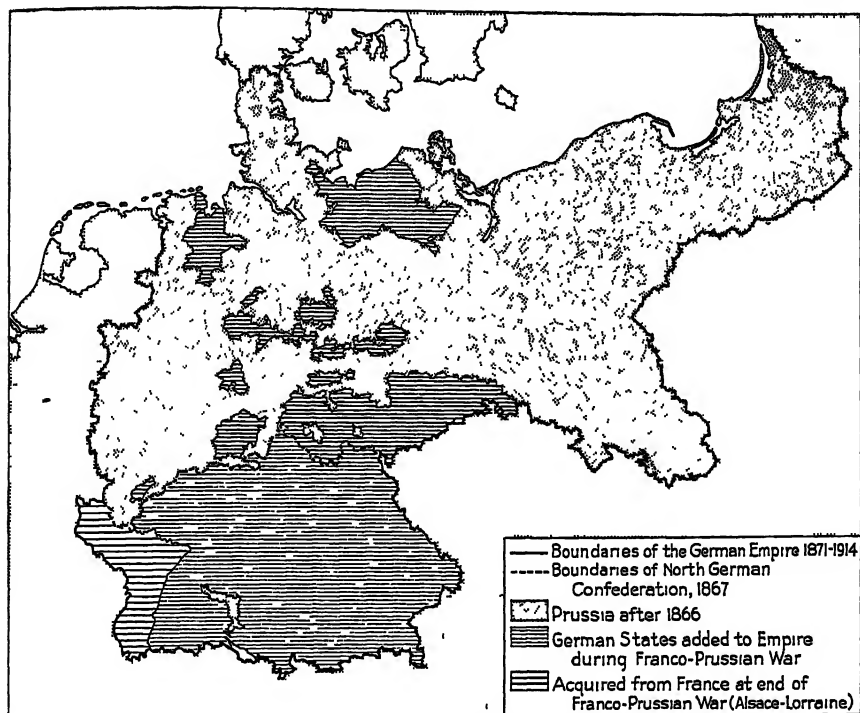 Boundaries of the German Empire 1871-1914
Boundaries of North German
Confederation, 1867
Prussia after 1866
German States added to Empire
during Franco-Prussian War
Acquired from France at end of
Franco-Prussian War (Alsace-Lorraine)